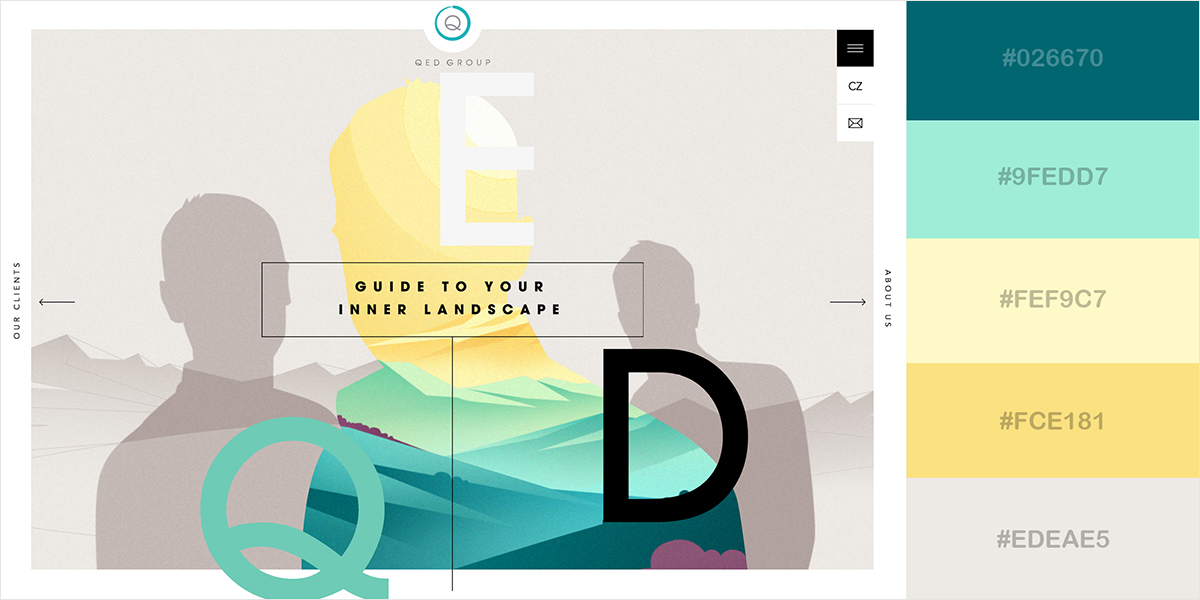 Q
QED GROUP
E
CZ
GUIDE TO YOUR
INNER LANDSCAPE
OUR CLIENTS
ABOUT US
D
Q
#026670
#9FEDD7
#FEF9C7
#FCE181
#EDEAE5